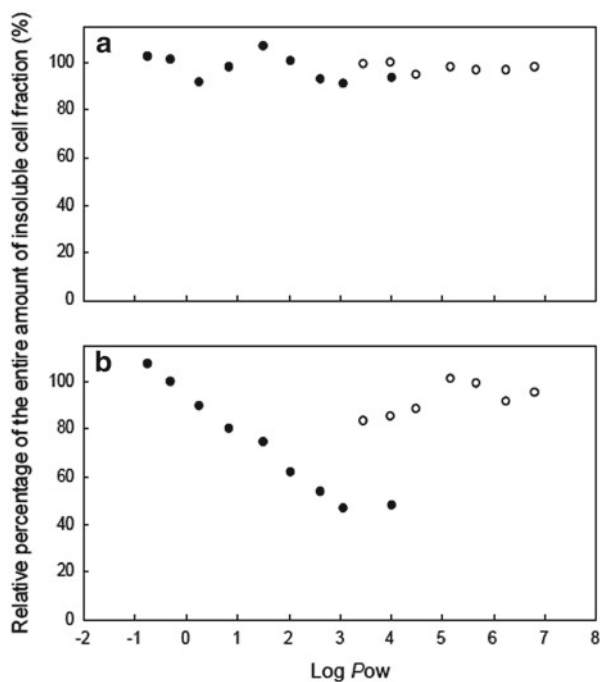 Relative percentage of the entire amount of insoluble cell fraction (%)
a
100
80
60
40
20
0
b
100
80
60
40
20
0
-2 -1 0 1 2 3 4 5 6 7 8
Log Pow